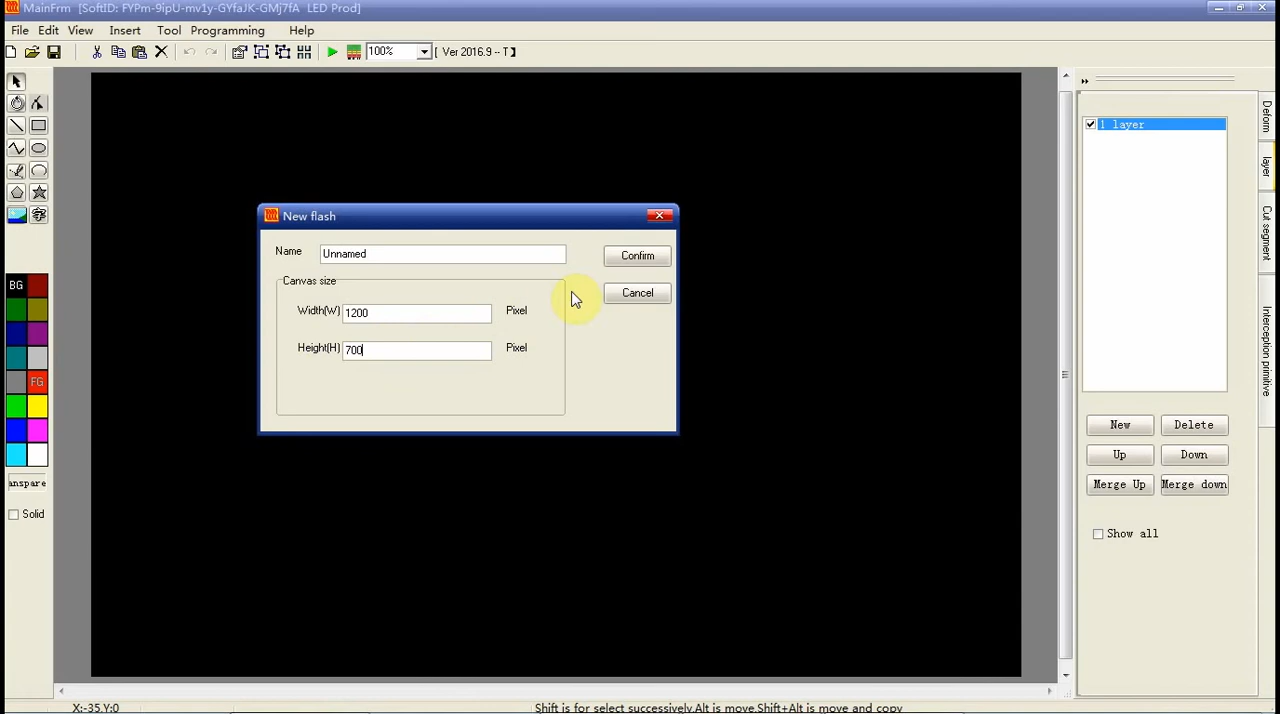 MainFrm [SoftID: FYPm-9ipU-mv1y-GYfaJK-GMj7fA LED Prod]
File Edit View Insert Tool Programming Help
100% [ Ver 2016.9 -- T ]
1 layer
Deform
layer
Cut segment
Interception primitive
New flash
Name Unnamed Confirm
Canvas size
Cancel
Width(W) 1200 Pixel
Height(H) 700 Pixel
BG
FG
New Delete
Up Down
Merge Up Merge down
anspare
Solid
Show all
X:-35,Y:0 Shift is for select successively,Alt is move,Shift+Alt is move and copy